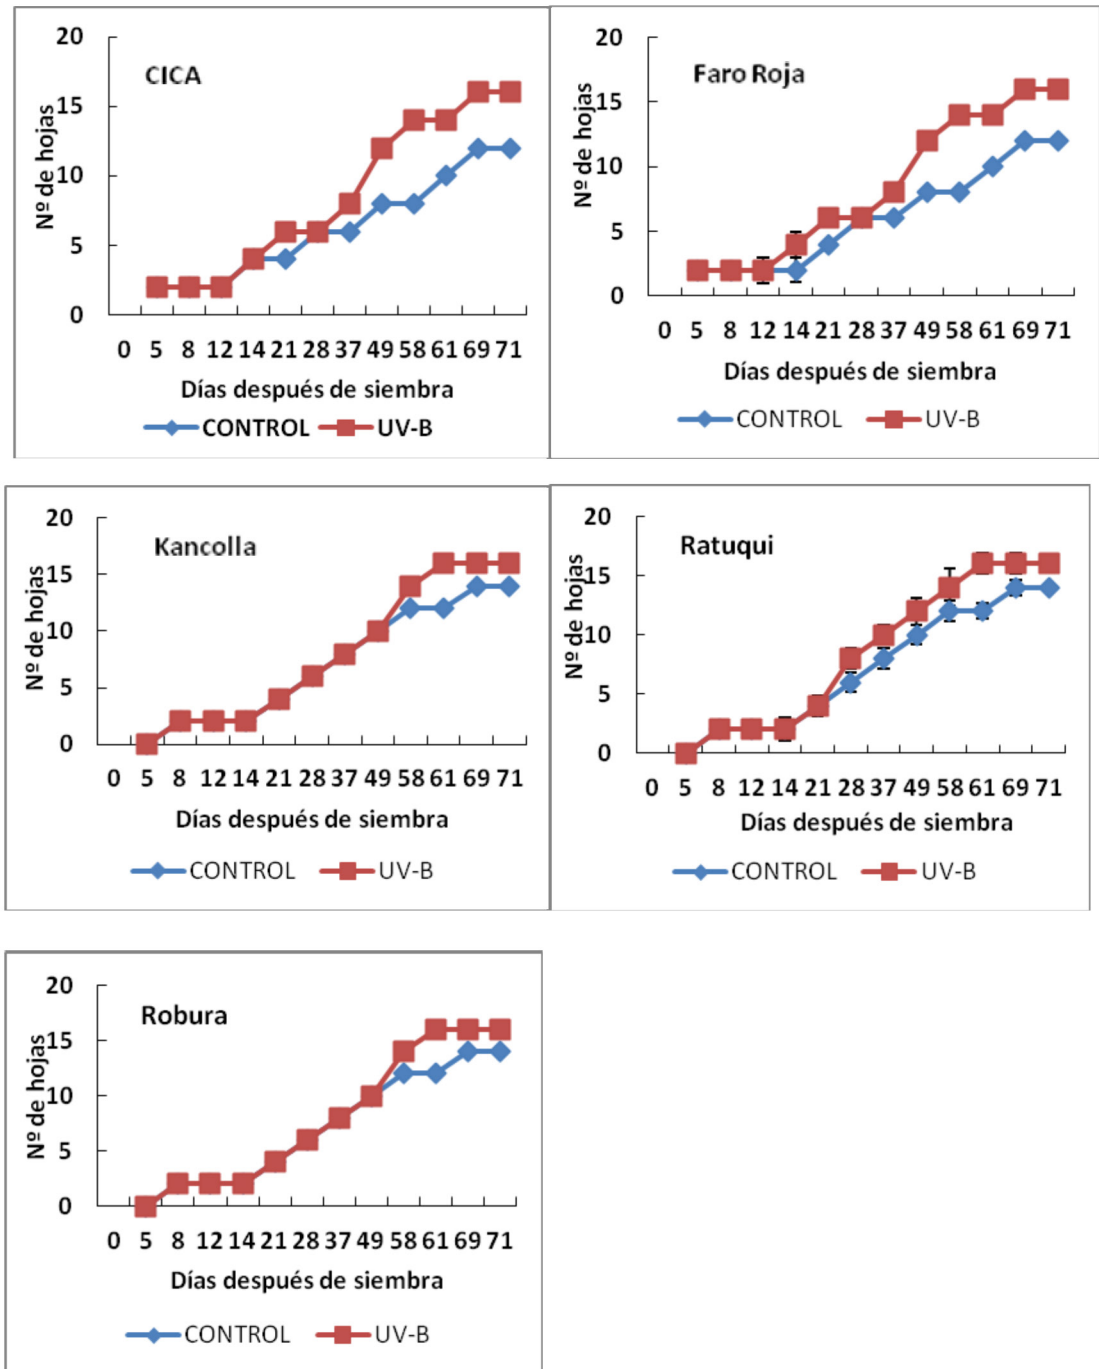 20
CICA
15
Nº de hojas
10
5
0
0 5 8 12 14 21 28 37 49 58 61 69 71
Días después de siembra
CONTROL UV-B
20
Faro Roja
15
Nº de hojas
10
5
0
0 5 8 12 14 21 28 37 49 58 61 69 71
Días después de siembra
CONTROL UV-B
20
Kancolla
15
Nº de hojas
10
5
0
0 5 8 12 14 21 28 37 49 58 61 69 71
Días después de siembra
CONTROL UV-B
20
Ratuqui
15
Nº de hojas
10
5
0
0 5 8 12 14 21 28 37 49 58 61 69 71
Días después de siembra
CONTROL UV-B
20
Robura
15
Nº de hojas
10
5
0
0 5 8 12 14 21 28 37 49 58 61 69 71
Días después de siembra
CONTROL UV-B